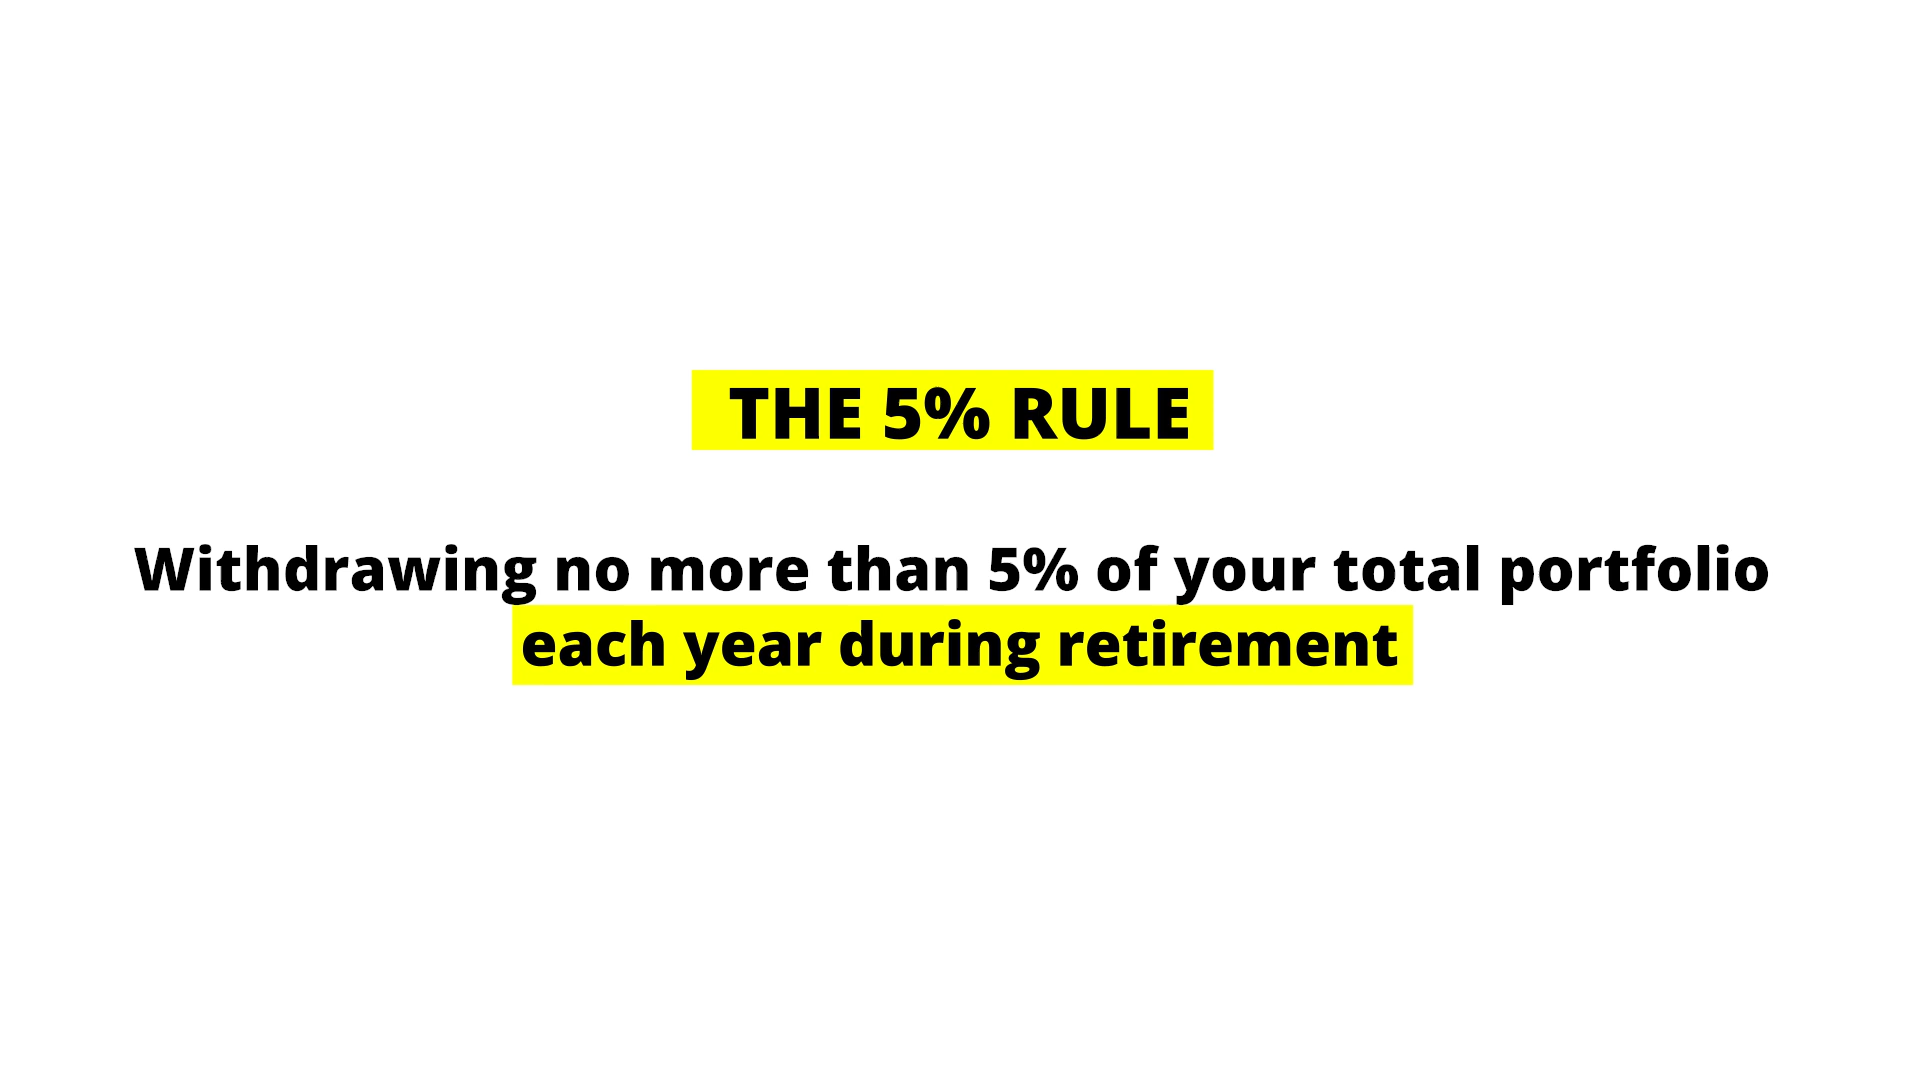 THE 5% RULE
Withdrawing no more than 5% of your total portfolio
each year during retirement